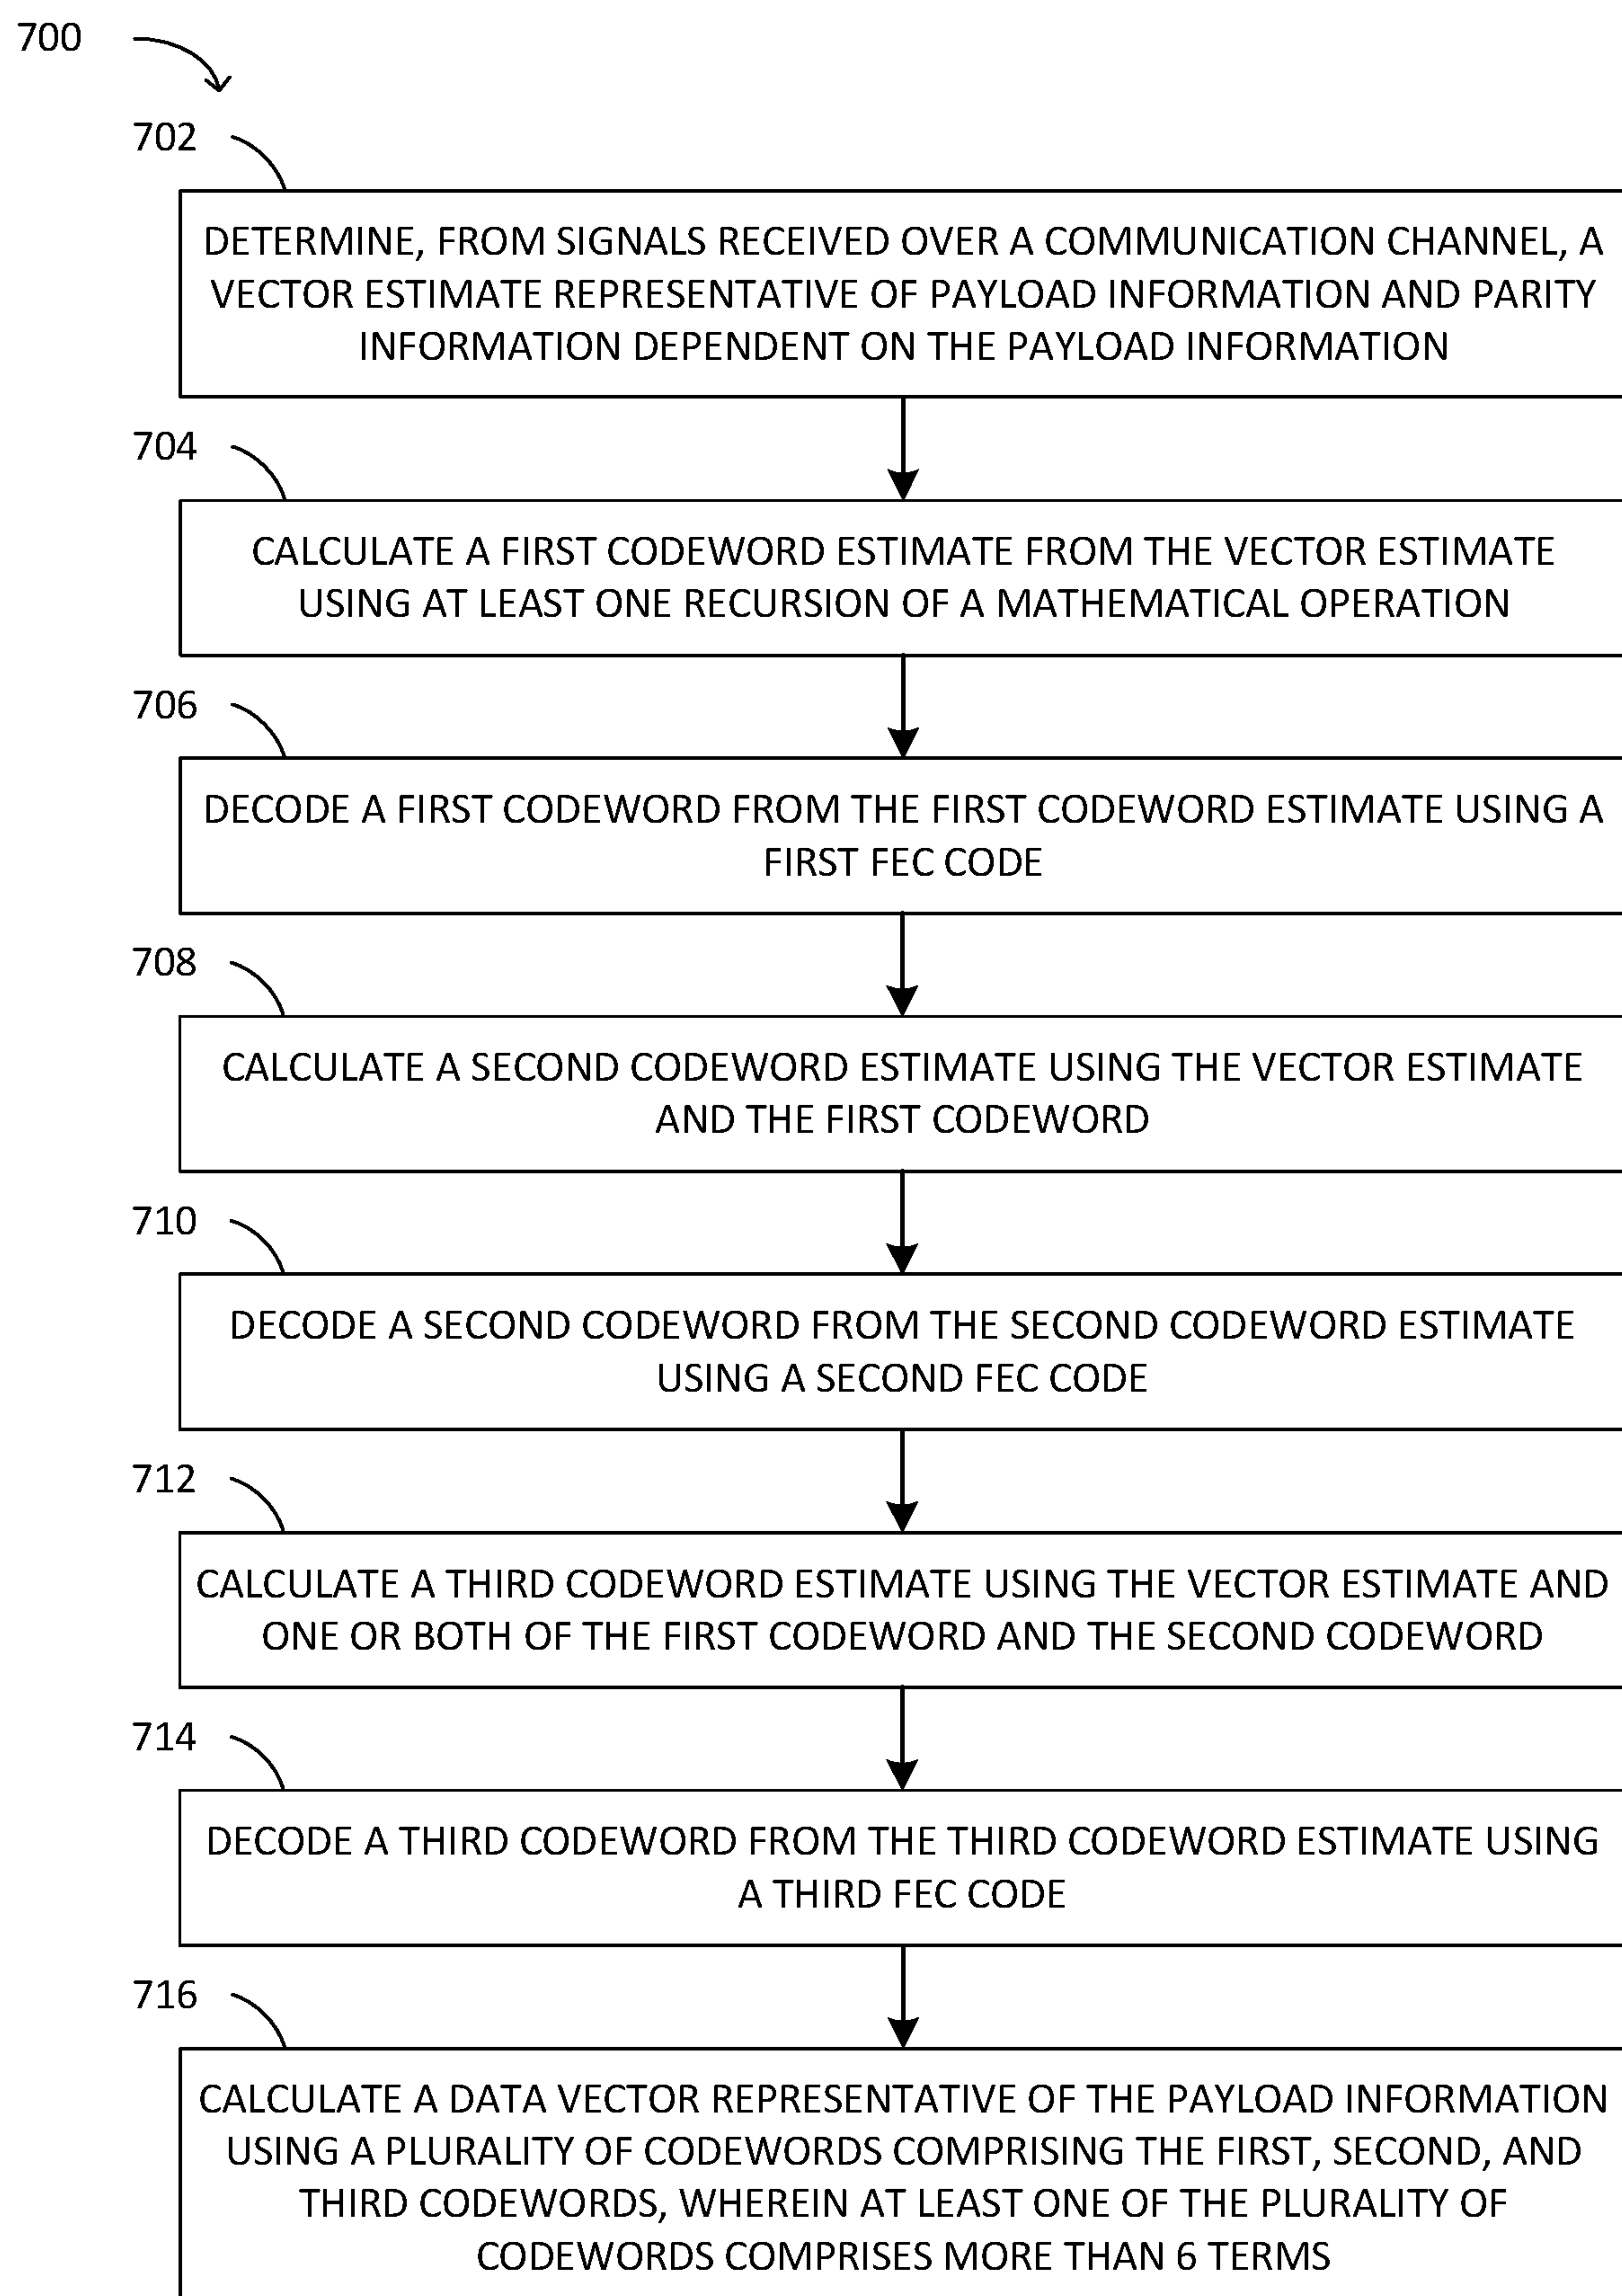 700
702
DETERMINE, FROM SIGNALS RECEIVED OVER A COMMUNICATION CHANNEL, A
VECTOR ESTIMATE REPRESENTATIVE OF PAYLOAD INFORMATION AND PARITY
INFORMATION DEPENDENT ON THE PAYLOAD INFORMATION
704
CALCULATE A FIRST CODEWORD ESTIMATE FROM THE VECTOR ESTIMATE
USING AT LEAST ONE RECURSION OF A MATHEMATICAL OPERATION
706
DECODE A FIRST CODEWORD FROM THE FIRST CODEWORD ESTIMATE USING A
FIRST FEC CODE
708
CALCULATE A SECOND CODEWORD ESTIMATE USING THE VECTOR ESTIMATE
AND THE FIRST CODEWORD
710
DECODE A SECOND CODEWORD FROM THE SECOND CODEWORD ESTIMATE
USING A SECOND FEC CODE
712
CALCULATE A THIRD CODEWORD ESTIMATE USING THE VECTOR ESTIMATE AND
ONE OR BOTH OF THE FIRST CODEWORD AND THE SECOND CODEWORD
714
DECODE A THIRD CODEWORD FROM THE THIRD CODEWORD ESTIMATE USING
A THIRD FEC CODE
716
CALCULATE A DATA VECTOR REPRESENTATIVE OF THE PAYLOAD INFORMATION
USING A PLURALITY OF CODEWORDS COMPRISING THE FIRST, SECOND, AND
THIRD CODEWORDS, WHEREIN AT LEAST ONE OF THE PLURALITY OF
CODEWORDS COMPRISES MORE THAN 6 TERMS